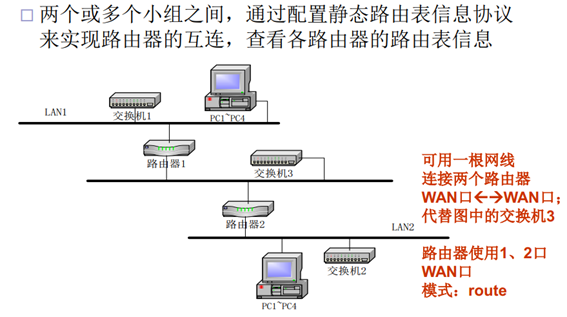 □ 两个或多个小组之间，通过配置静态路由表信息协议
来实现路由器的互连，查看各路由器的路由表信息
LAN1
交换机1
PC1~PC4
路由器1
交换机3
可用一根网线
连接两个路由器
WAN口←→WAN口；
代替图中的交换机3
路由器2
LAN2
路由器使用1、2口
WAN口
模式：route
交换机2
PC1~PC4